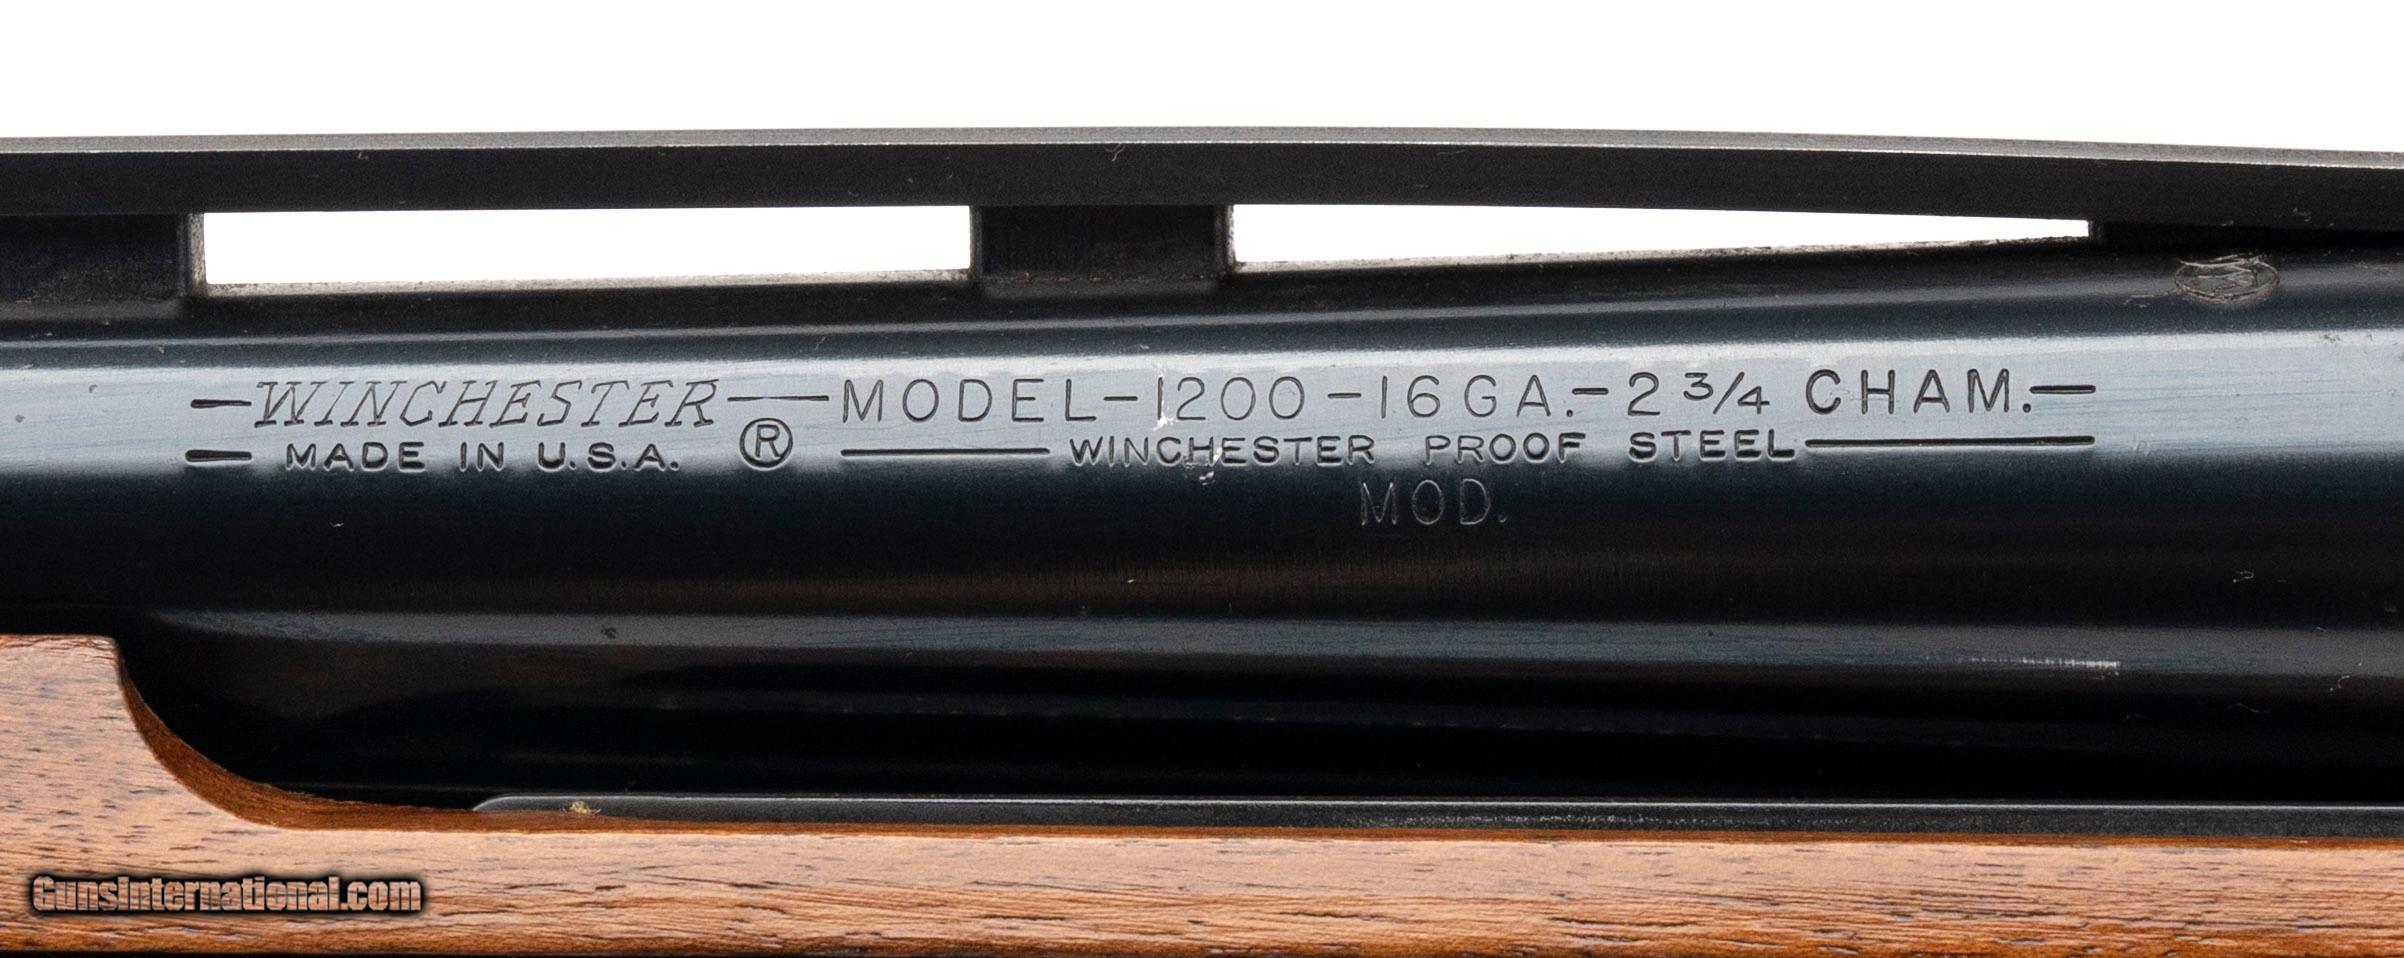 —WINCHESTER—MODEL-1200-16GA.-2 3/4 CHAM.—
— MADE IN U.S.A. ® —WINCHESTER PROOF STEEL—
MOD.
GunsInternational.com